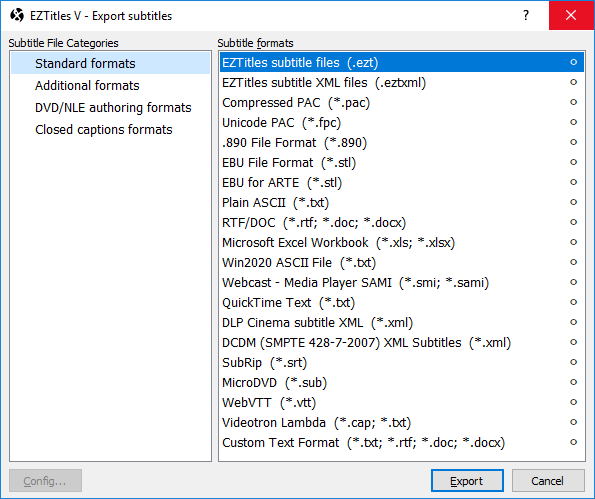 EZTitles V - Export subtitles
Subtitle File Categories
Standard formats
Additional formats
DVD/NLE authoring formats
Closed captions formats
Subtitle formats
EZTitles subtitle files (.ezt)
EZTitles subtitle XML files (.eztxml)
Compressed PAC (*.pac)
Unicode PAC (*.fpc)
.890 File Format (*.890)
EBU File Format (*.stl)
EBU for ARTE (*.stl)
Plain ASCII (*.txt)
RTF/DOC (*.rtf; *.doc; *.docx)
Microsoft Excel Workbook (*.xls; *.xlsx)
Win2020 ASCII File (*.txt)
Webcast - Media Player SAMI (*.smi; *.sami)
QuickTime Text (*.txt)
DLP Cinema subtitle XML (*.xml)
DCDM (SMPTE 428-7-2007) XML Subtitles (*.xml)
SubRip (*.srt)
MicroDVD (*.sub)
WebVTT (*.vtt)
Videotron Lambda (*.cap; *.txt)
Custom Text Format (*.txt; *.rtf; *.doc; *.docx)
Config...
Export
Cancel